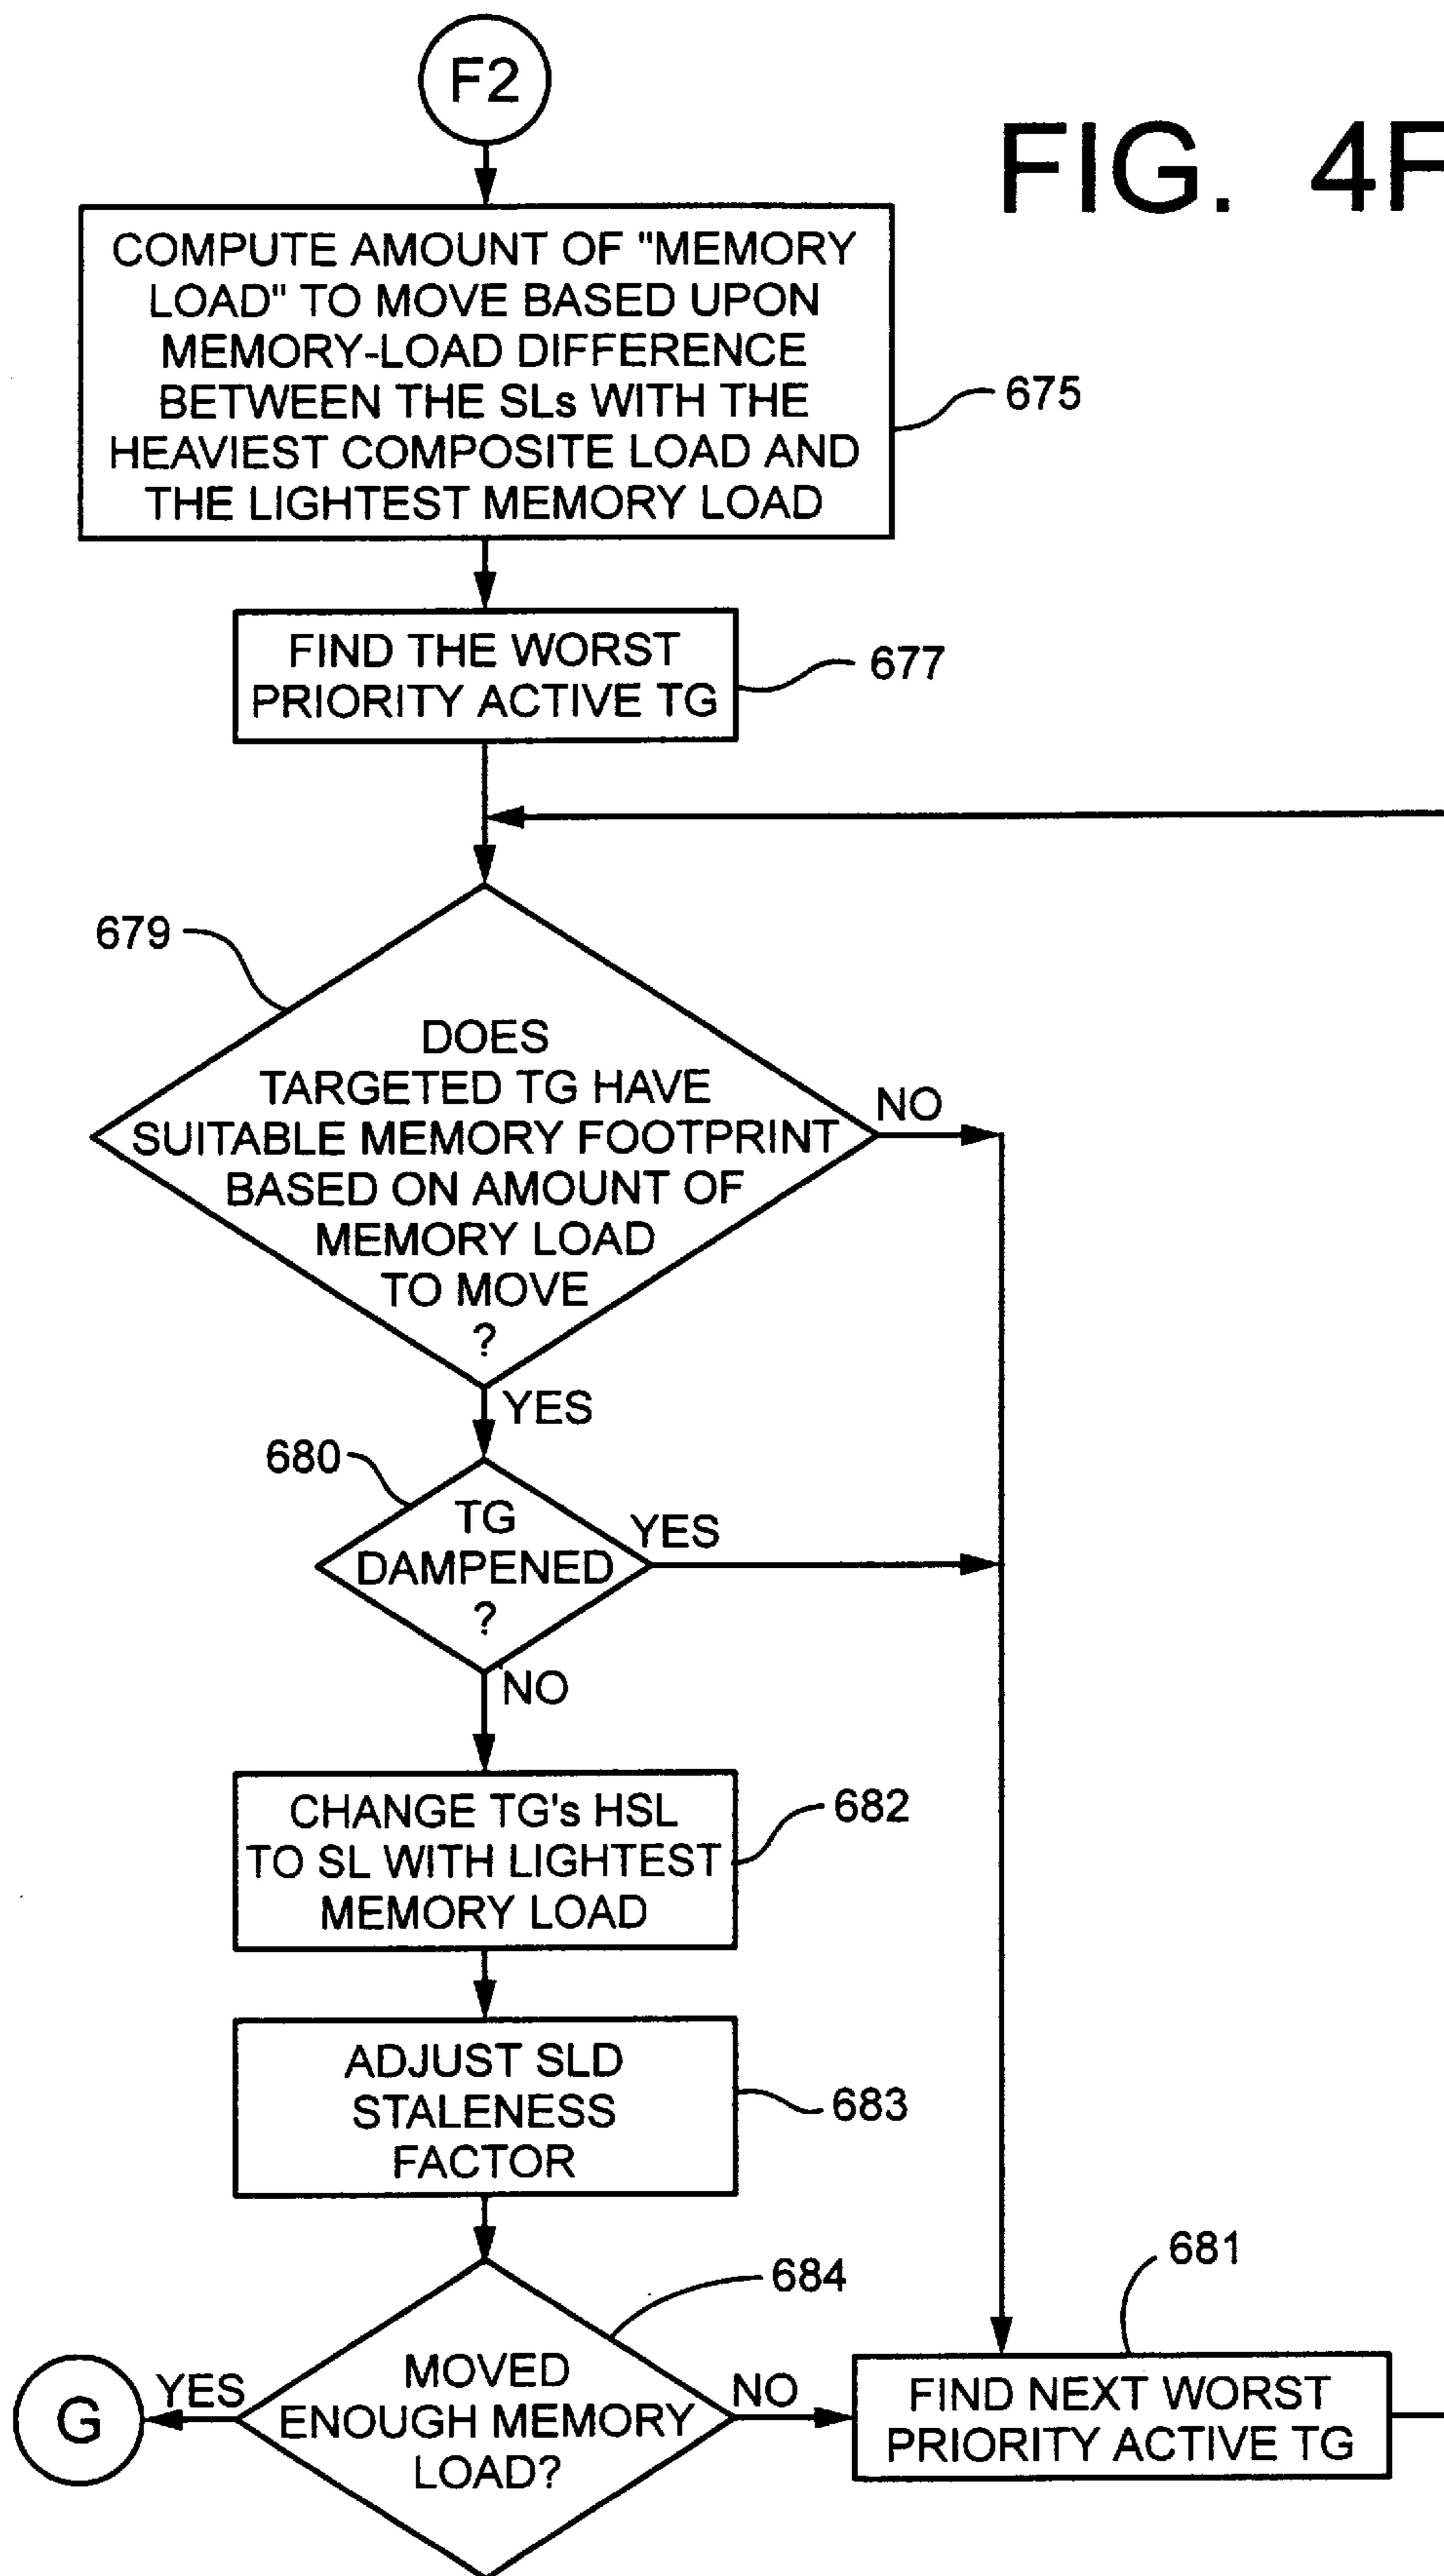 F2
FIG. 4F
COMPUTE AMOUNT OF "MEMORY
LOAD" TO MOVE BASED UPON
MEMORY-LOAD DIFFERENCE
BETWEEN THE SLs WITH THE
HEAVIEST COMPOSITE LOAD AND
THE LIGHTEST MEMORY LOAD
675
FIND THE WORST
PRIORITY ACTIVE TG
677
679
DOES
TARGETED TG HAVE
SUITABLE MEMORY FOOTPRINT
BASED ON AMOUNT OF
MEMORY LOAD
TO MOVE
?
NO
YES
680
TG
DAMPENED
?
YES
NO
CHANGE TG's HSL
TO SL WITH LIGHTEST
MEMORY LOAD
682
ADJUST SLD
STALENESS
FACTOR
683
684
681
G
YES
MOVED
ENOUGH MEMORY
LOAD?
NO
FIND NEXT WORST
PRIORITY ACTIVE TG